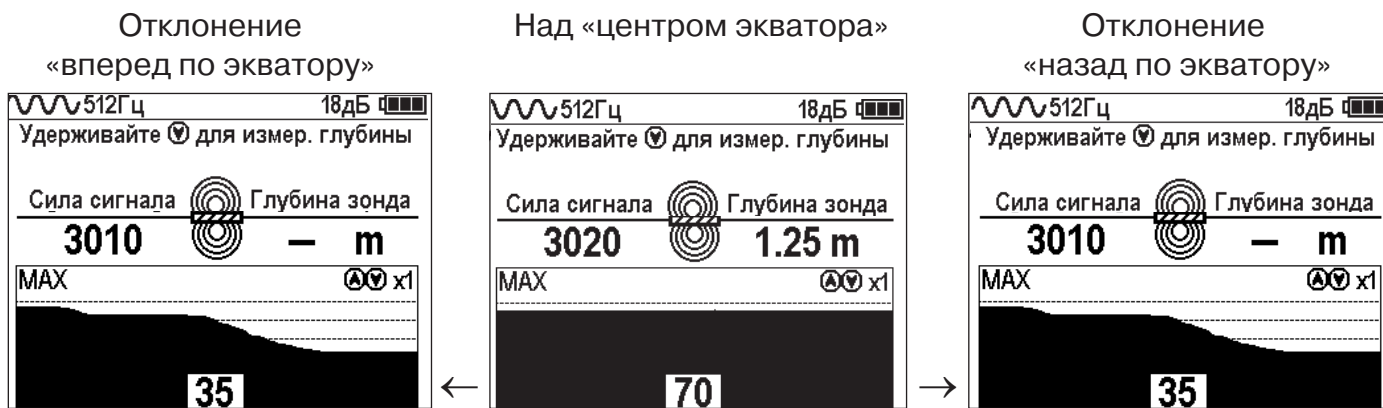 Отклонение
«вперед по экватору»
512Гц 18дБ
Удерживайте для измер. глубины
Сила сигнала Глубина зонда
3010 – m
MAX x1
35
←
Над «центром экватора»
512Гц 18дБ
Удерживайте для измер. глубины
Сила сигнала Глубина зонда
3020 1.25 m
MAX x1
70
→
Отклонение
«назад по экватору»
512Гц 18дБ
Удерживайте для измер. глубины
Сила сигнала Глубина зонда
3010 – m
MAX x1
35